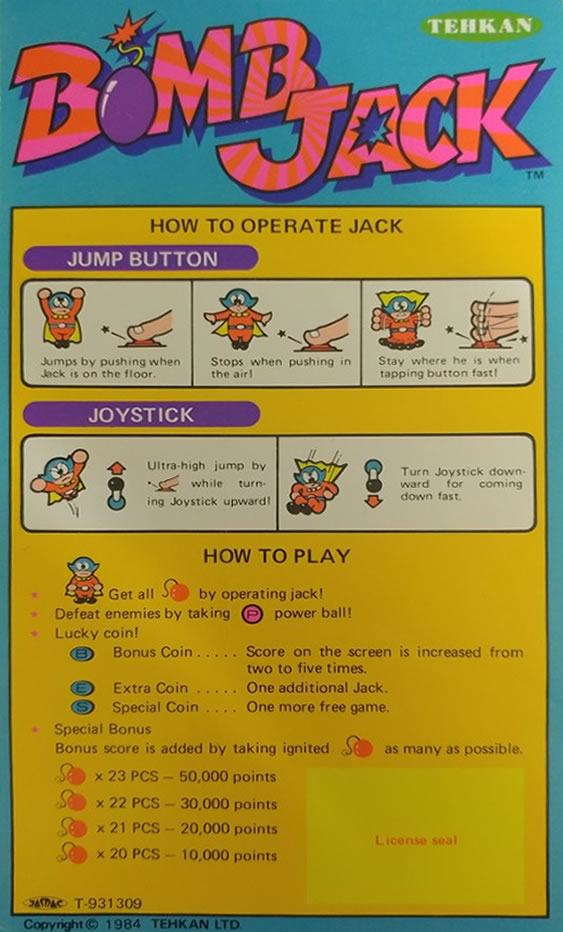 TEHKAN
BOMB
JACK
TM
HOW TO OPERATE JACK
JUMP BUTTON
Jumps by pushing when
Jack is on the floor.
Stops when pushing in
the air!
Stay where he is when
tapping button fast!
JOYSTICK
Ultra-high jump by
while turn-
ing Joystick upward!
Turn Joystick down-
ward for coming
down fast.
HOW TO PLAY
* Get all by operating jack!
* Defeat enemies by taking P power ball!
* Lucky coin!
B Bonus Coin ..... Score on the screen is increased from
two to five times.
E Extra Coin ..... One additional Jack.
S Special Coin .... One more free game.
* Special Bonus
Bonus score is added by taking ignited as many as possible.
x 23 PCS – 50,000 points
x 22 PCS – 30,000 points
x 21 PCS – 20,000 points
x 20 PCS – 10,000 points
License seal
JASRAC T-931309
Copyright © 1984 TEHKAN LTD.